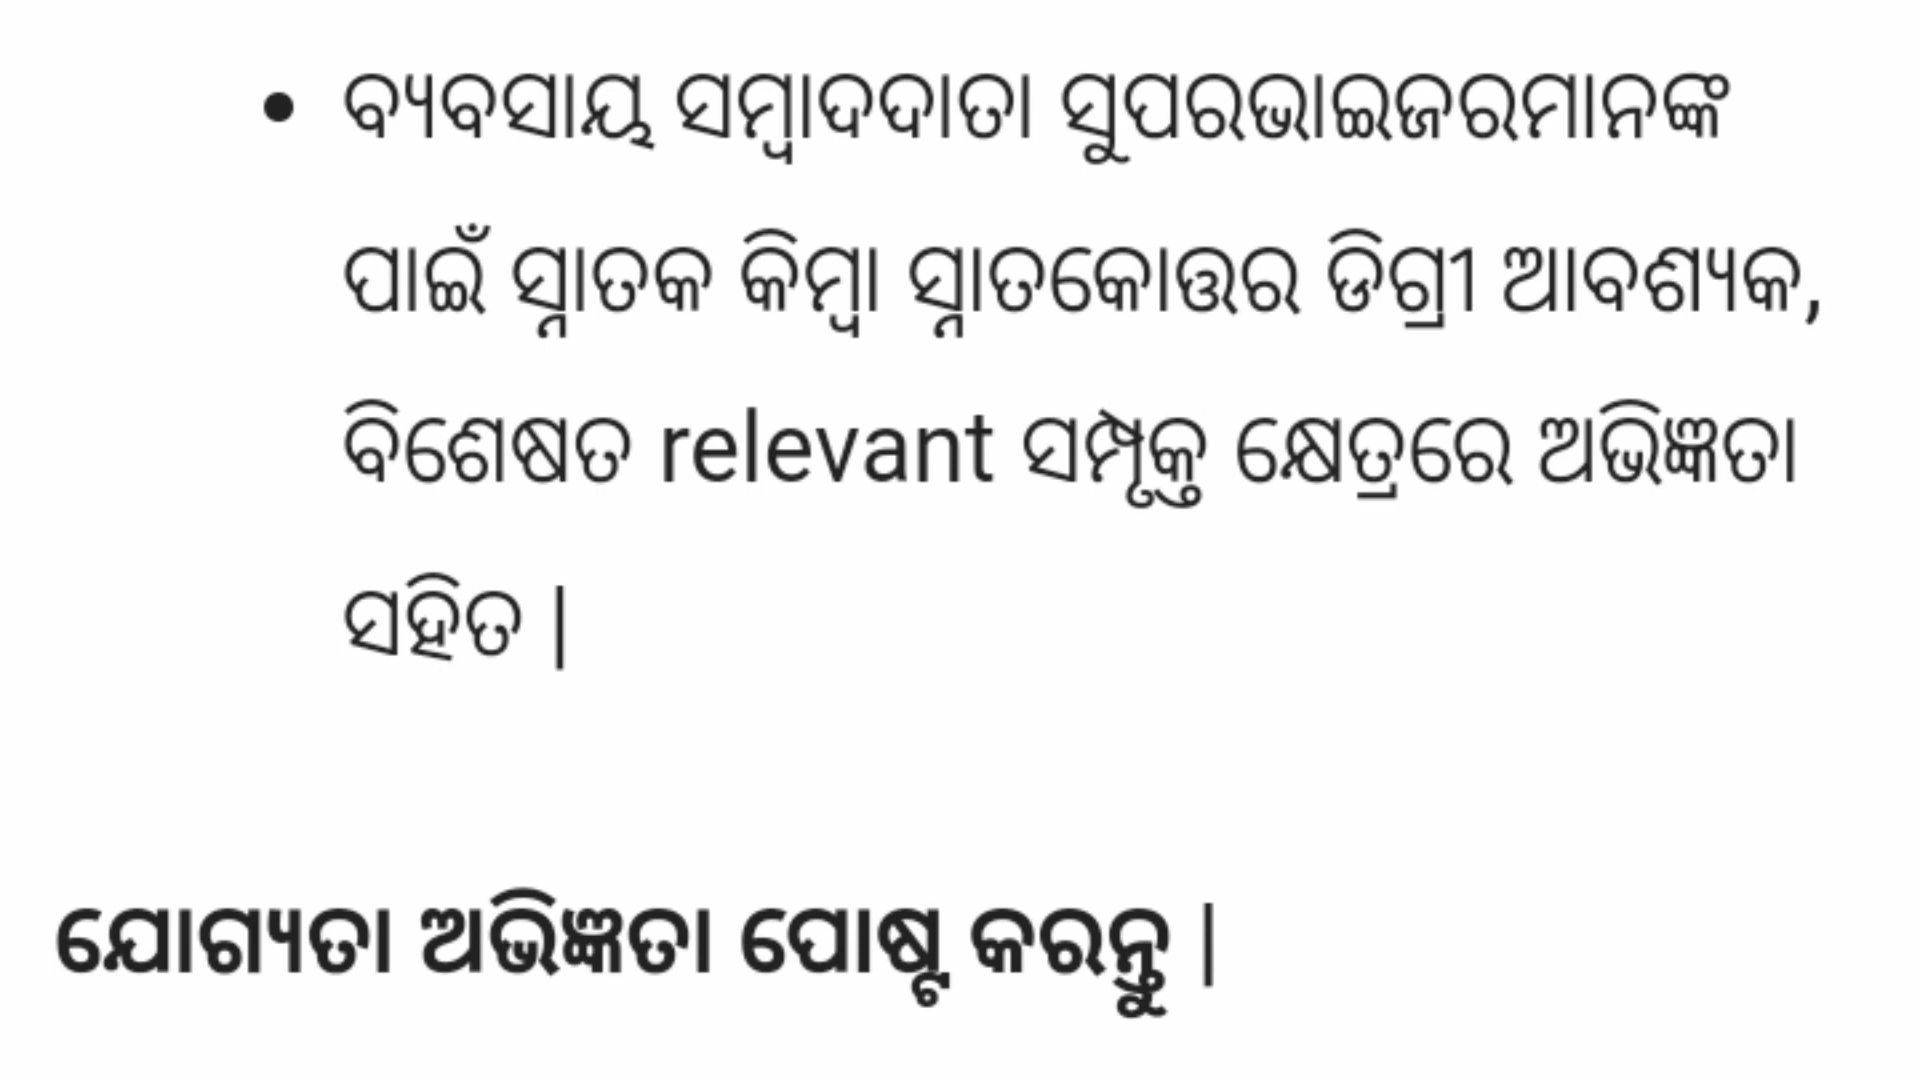 • ବ୍ୟବସାୟ ସମ୍ବାଦଦାତା ସୁପରଭାଇଜରମାନଙ୍କ
ପାଇଁ ସ୍ନାତକ କିମ୍ବା ସ୍ନାତକୋତ୍ତର ଡିଗ୍ରୀ ଆବଶ୍ୟକ,
ବିଶେଷତ relevant ସମ୍ପୃକ୍ତ କ୍ଷେତ୍ରରେ ଅଭିଜ୍ଞତା
ସହିତ |
ଯୋଗ୍ୟତା ଅଭିଜ୍ଞତା ପୋଷ୍ଟ କରନ୍ତୁ |